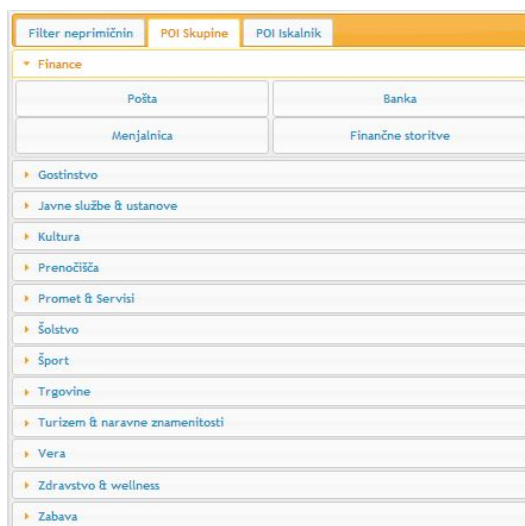 Filter neprimičnin POI Skupine POI Iskalnik
Finance
Pošta Banka
Menjalnica Finančne storitve
Gostinstvo
Javne službe & ustanove
Kultura
Prenočišča
Promet & Servisi
Šolstvo
Šport
Trgovine
Turizem & naravne znamenitosti
Vera
Zdravstvo & wellness
Zabava